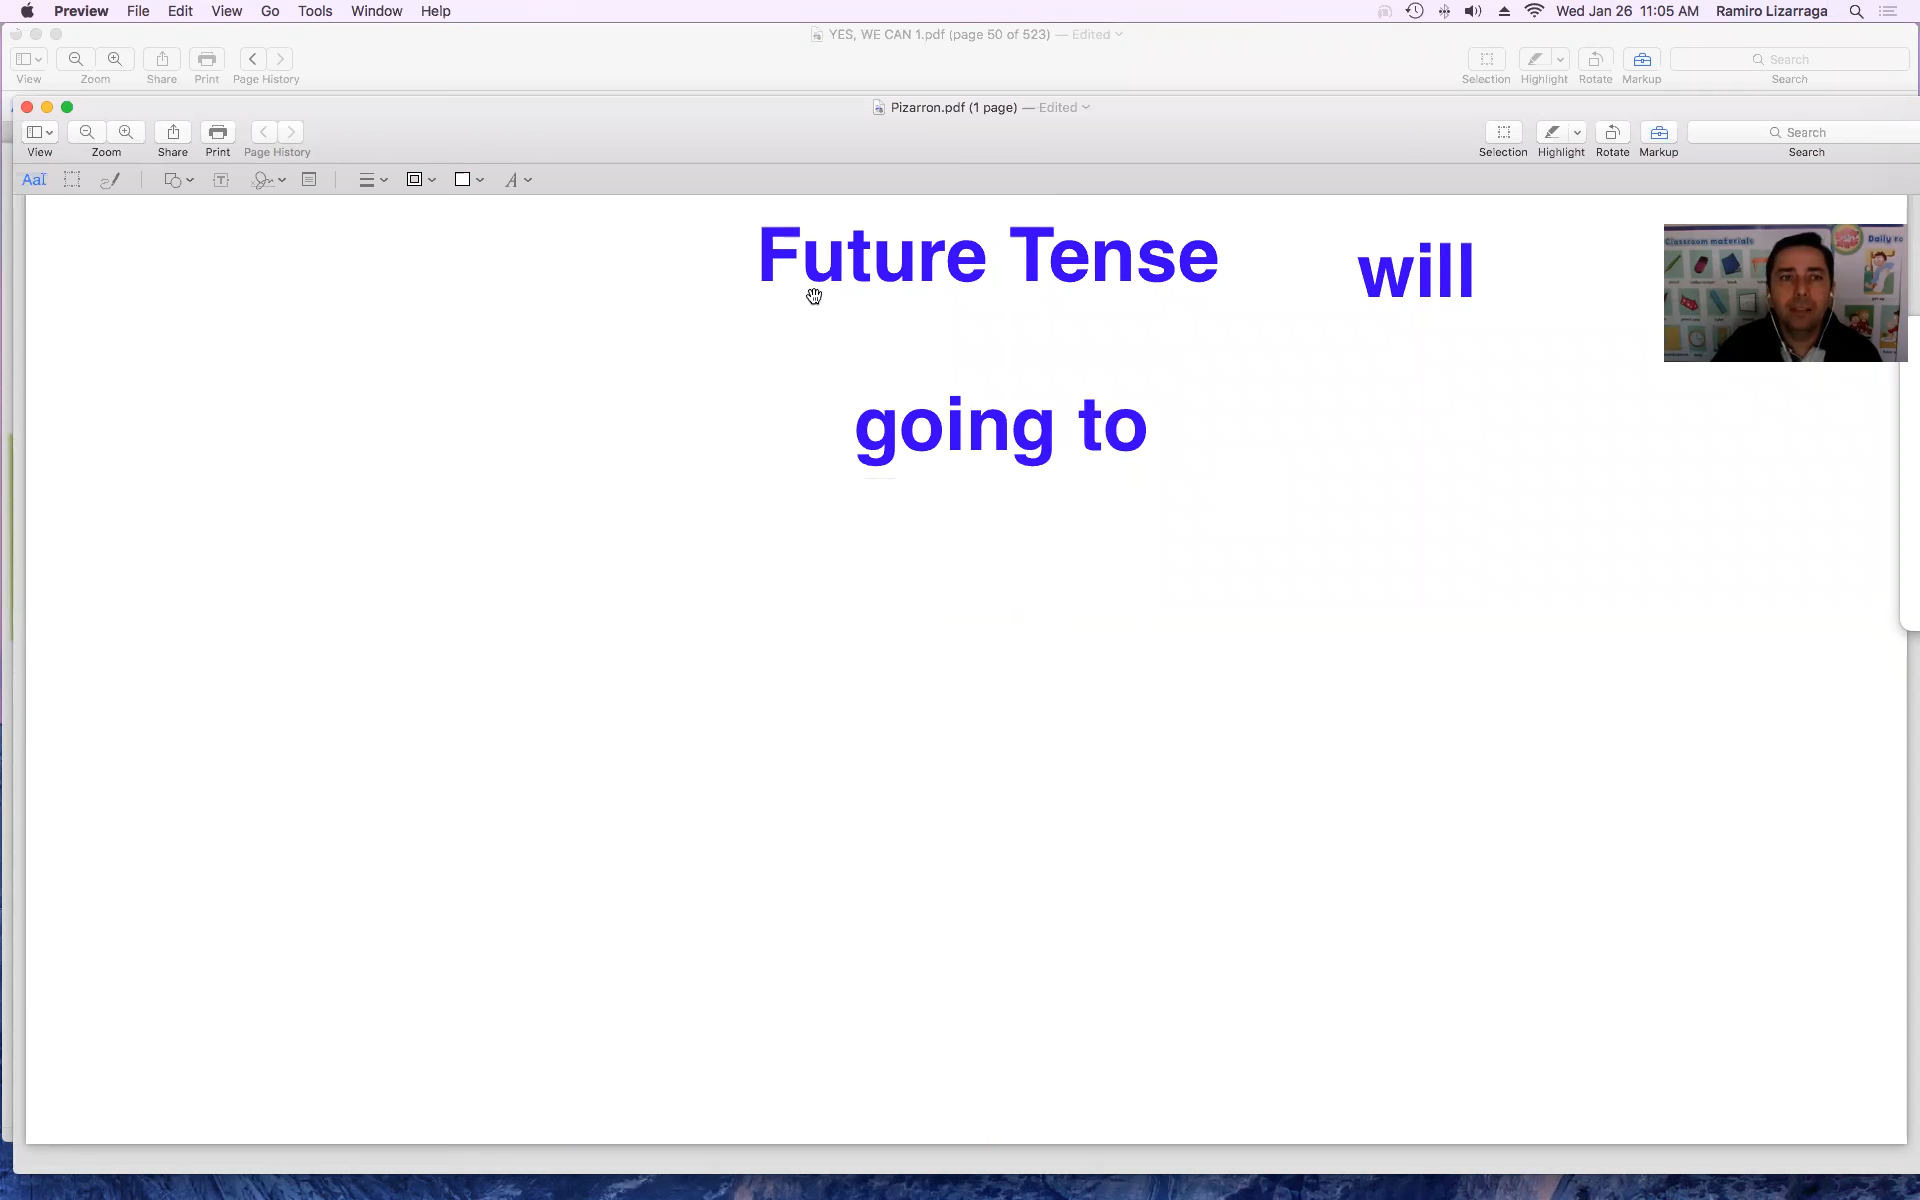 Preview File Edit View Go Tools Window Help Wed Jan 26 11:05 AM Ramiro Lizarraga
YES, WE CAN 1.pdf (page 50 of 523) — Edited
Search
View Zoom Share Print Page History Selection Highlight Rotate Markup Search
Pizarron.pdf (1 page) — Edited
Search
View Zoom Share Print Page History Selection Highlight Rotate Markup Search
AaI T A
Future Tense will
Classroom materials Daily ro
going to